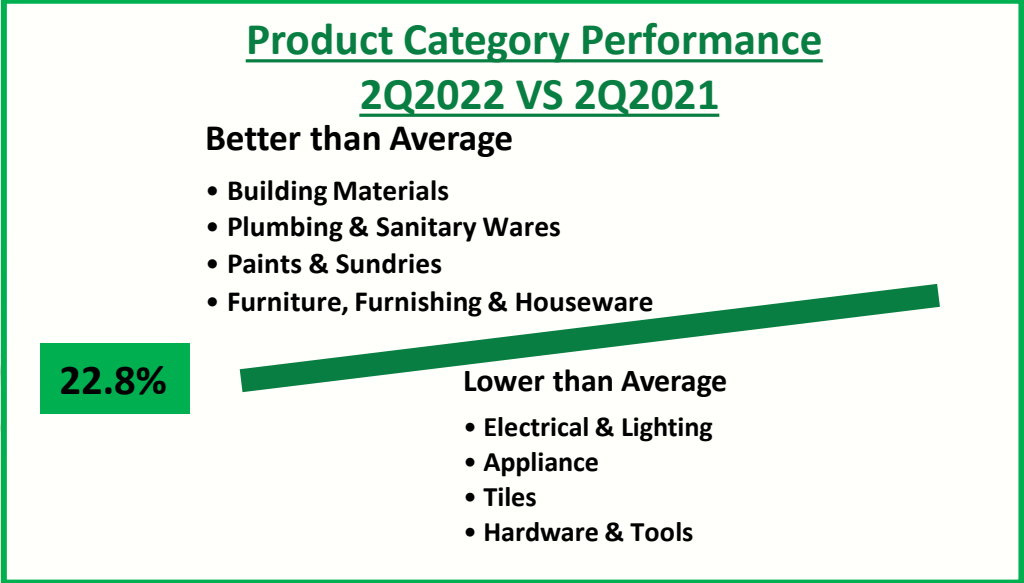 Product Category Performance
2Q2022 VS 2Q2021
Better than Average
• Building Materials
• Plumbing & Sanitary Wares
• Paints & Sundries
• Furniture, Furnishing & Houseware
22.8%
Lower than Average
• Electrical & Lighting
• Appliance
• Tiles
• Hardware & Tools